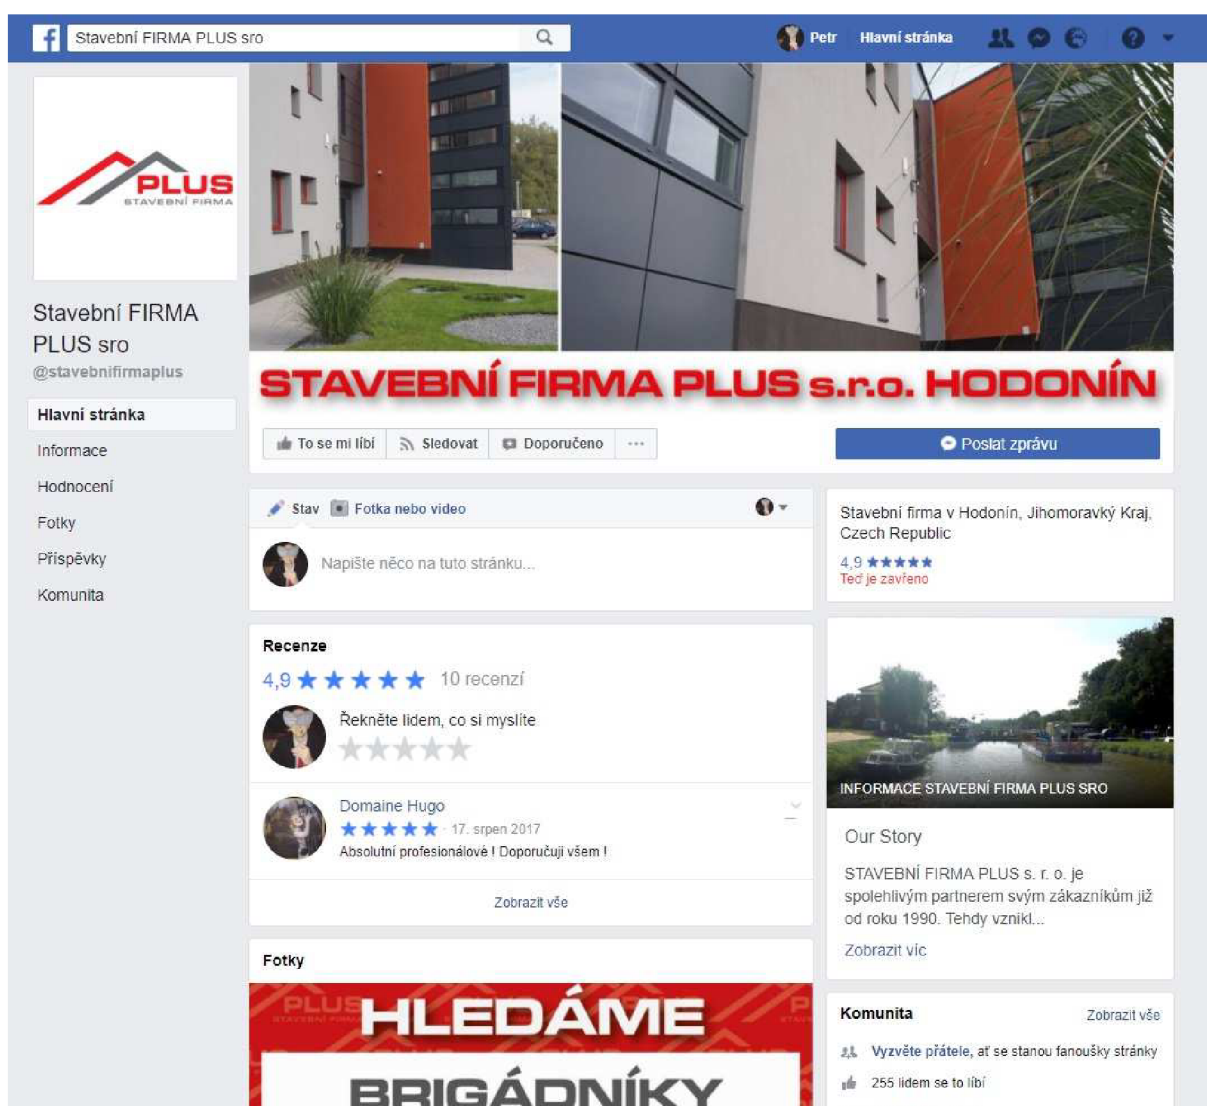 Stavební FIRMA PLUS sro
Petr
Hlavní stránka
PLUS
STAVEBNÍ FIRMA
Stavební FIRMA
PLUS sro
@stavebnifirmaplus
Hlavní stránka
Informace
Hodnocení
Fotky
Příspěvky
Komunita
STAVEBNÍ FIRMA PLUS s.r.o. HODONÍN
To se mi líbí
Sledovat
Doporučeno
Poslat zprávu
Stav
Fotka nebo video
Napište něco na tuto stránku...
Recenze
4,9 ★★★★★ 10 recenzí
Řekněte lidem, co si myslíte
Domaine Hugo
★★★★★ · 17. srpen 2017
Absolutní profesionálové ! Doporučuji všem !
Zobrazit vše
Fotky
HLEDÁME
BRIGÁDNÍKY
Stavební firma v Hodonín, Jihomoravský Kraj,
Czech Republic
4,9 ★★★★★
Teď je zavřeno
INFORMACE STAVEBNÍ FIRMA PLUS SRO
Our Story
STAVEBNÍ FIRMA PLUS s. r. o. je
spolehlivým partnerem svým zákazníkům již
od roku 1990. Tehdy vznikl...
Zobrazit víc
Komunita
Zobrazit vše
Vyzvěte přátele, ať se stanou fanoušky stránky
255 lidem se to líbí